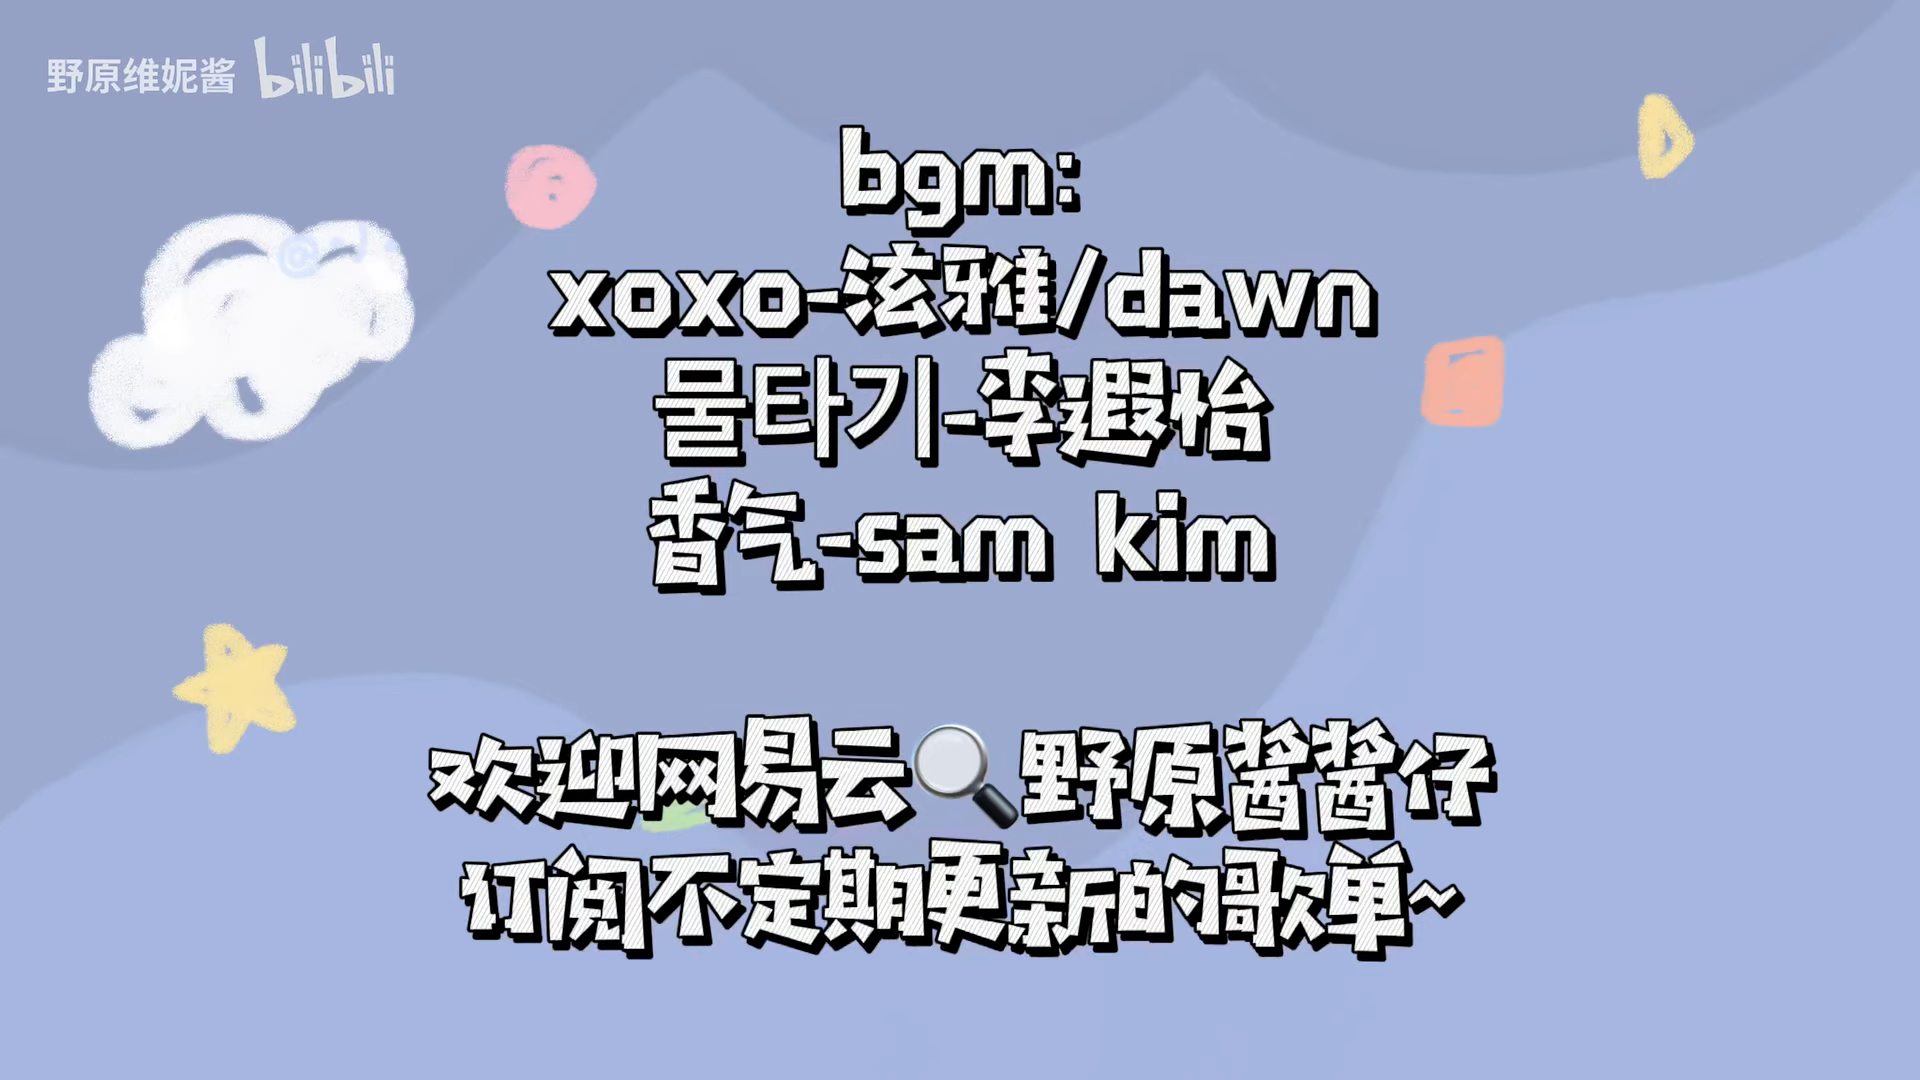 野原维妮酱 bilibili
bgm:
xoxo-泫雅/dawn
물타기-李遐怡
香气-sam kim
欢迎网易云🔍野原酱酱仔
订阅不定期更新的歌单~